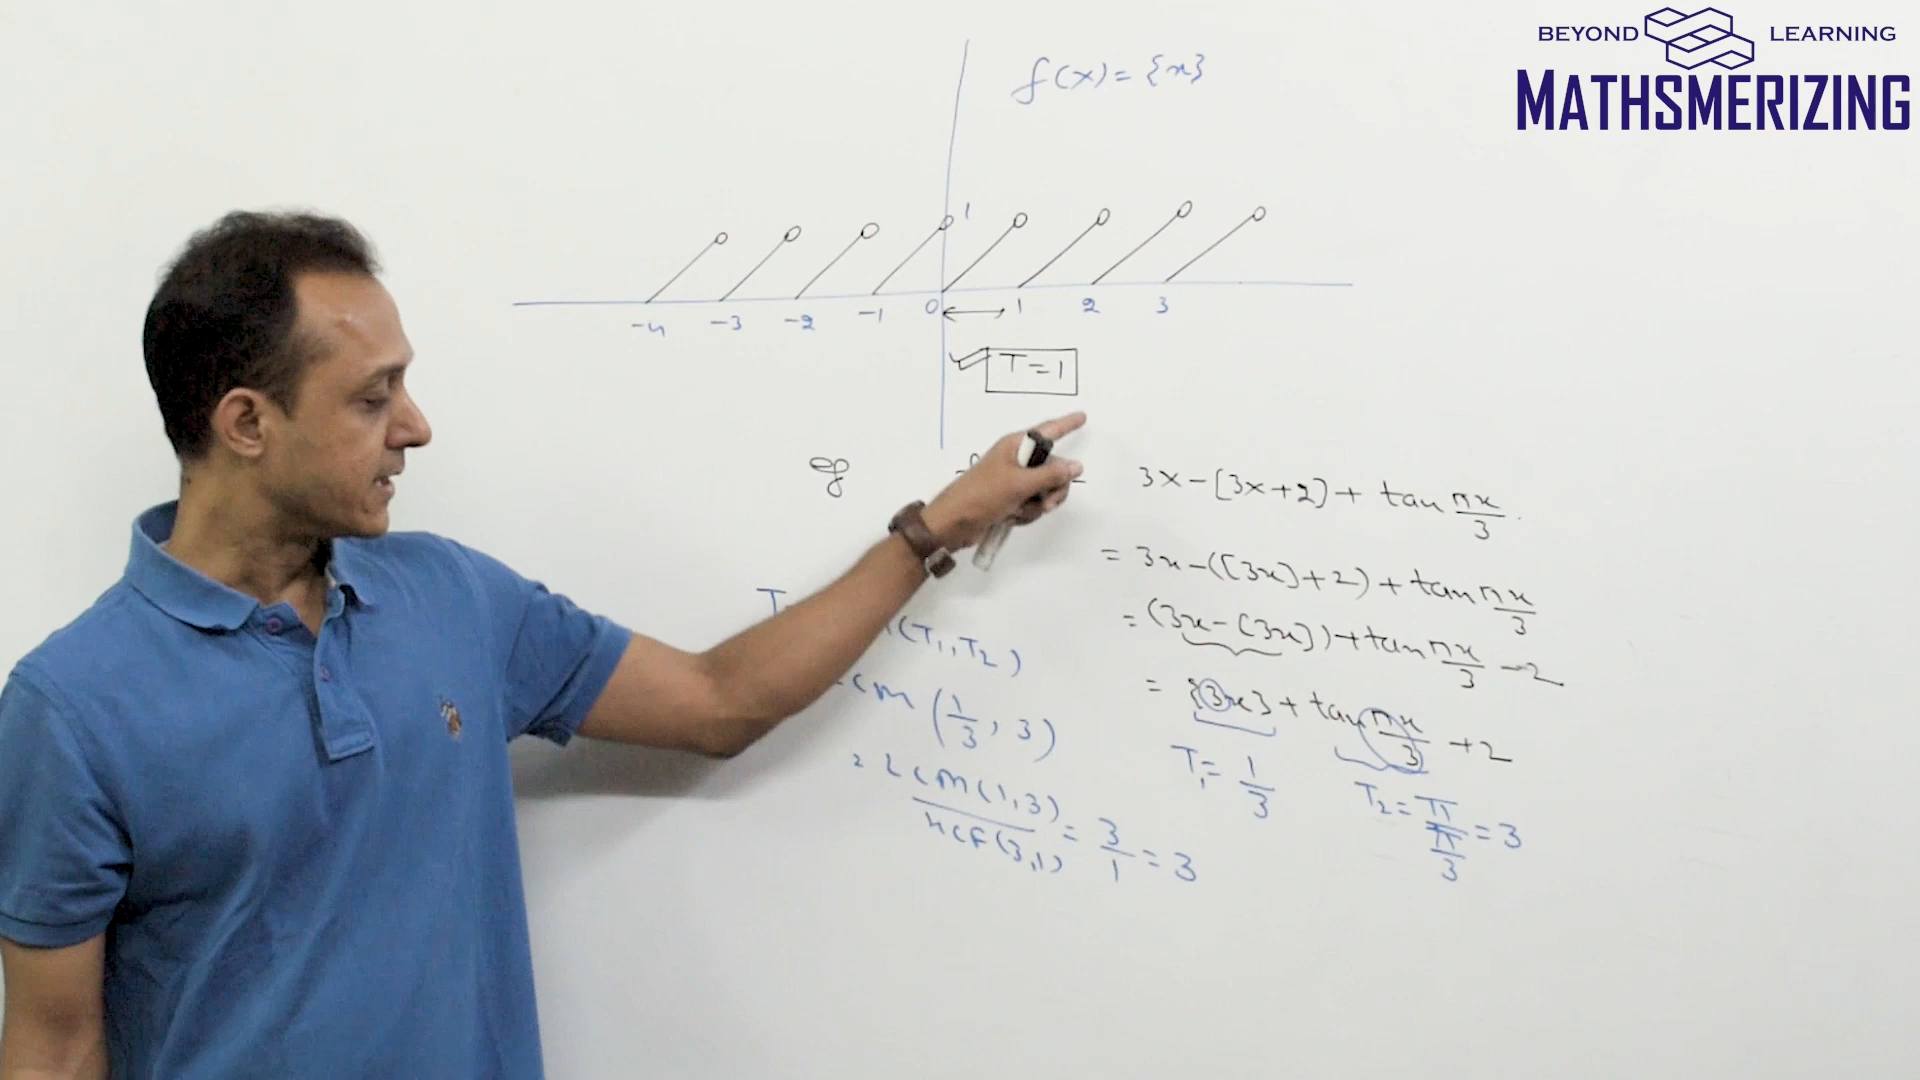 BEYOND LEARNING
MATHSMERIZING
f(x) = {x}
1
-4 -3 -2 -1 0 1 2 3
T=1
eg 3x-[3x+2]+ tan πx/3
= 3x-([3x]+2)+tan πx/3
= (3x-[3x])+tan πx/3 -2
= {3x}+tan πx/3 +2
T₁= 1/3
T₂= π/(π/3) =3
(T₁,T₂)
cm (1/3, 3)
= Lcm(1,3)/HCF(3,1) = 3/1 = 3